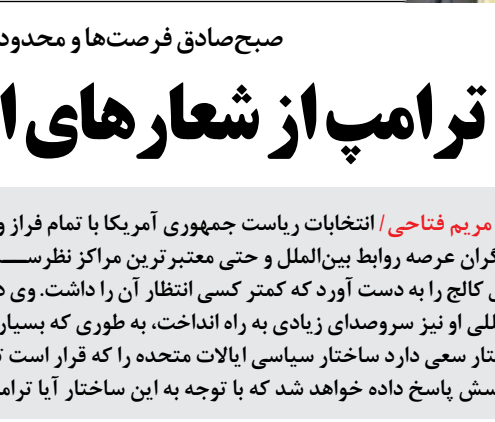 صبح‌صادق فرصت‌ها و محدود
ترامپ از شعارهای ا
مریم فتاحی/ انتخابات ریاست جمهوری آمریکا با تمام فراز و
گران عرصه روابط بین‌الملل و حتی معتبرترین مراکز نظرســ
کالج را به دست آورد که کمتر کسی انتظار آن را داشت. وی د
للی او نیز سروصدای زیادی به راه انداخت، به طوری که بسیار
تار سعی دارد ساختار سیاسی ایالات متحده را که قرار است ت
سش پاسخ داده خواهد شد که با توجه به این ساختار آیا ترام